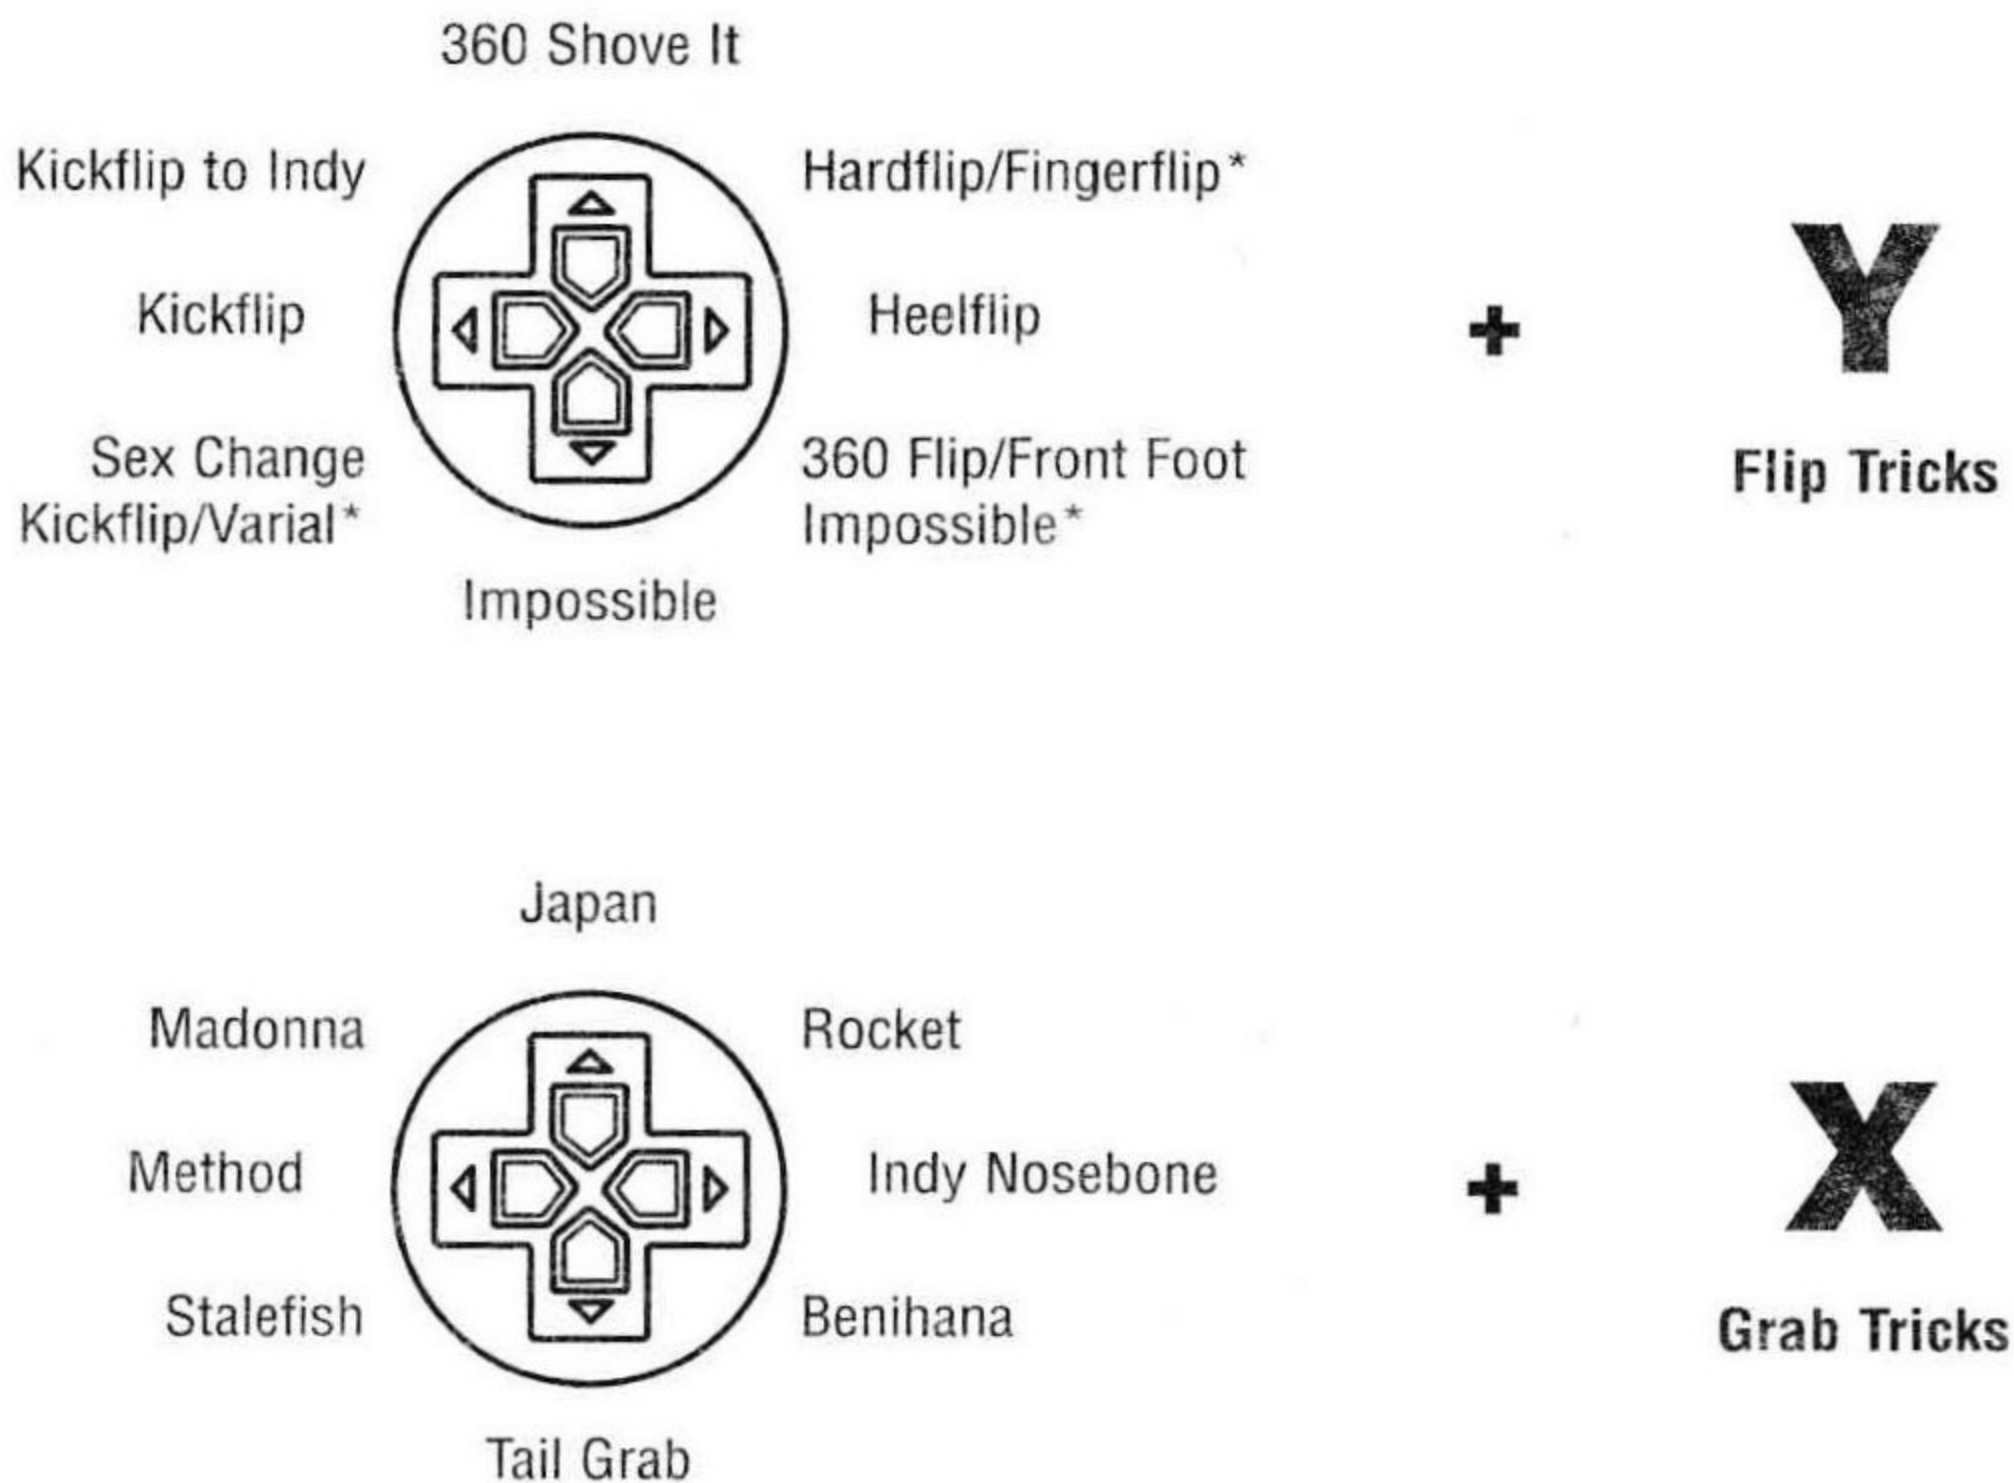 360 Shove It
Kickflip to Indy
Hardflip/Fingerflip*
Kickflip
Heelflip
+
Y
Sex Change
Kickflip/Varial*
360 Flip/Front Foot
Impossible*
Flip Tricks
Impossible
Japan
Madonna
Rocket
Method
Indy Nosebone
+
X
Stalefish
Benihana
Grab Tricks
Tail Grab